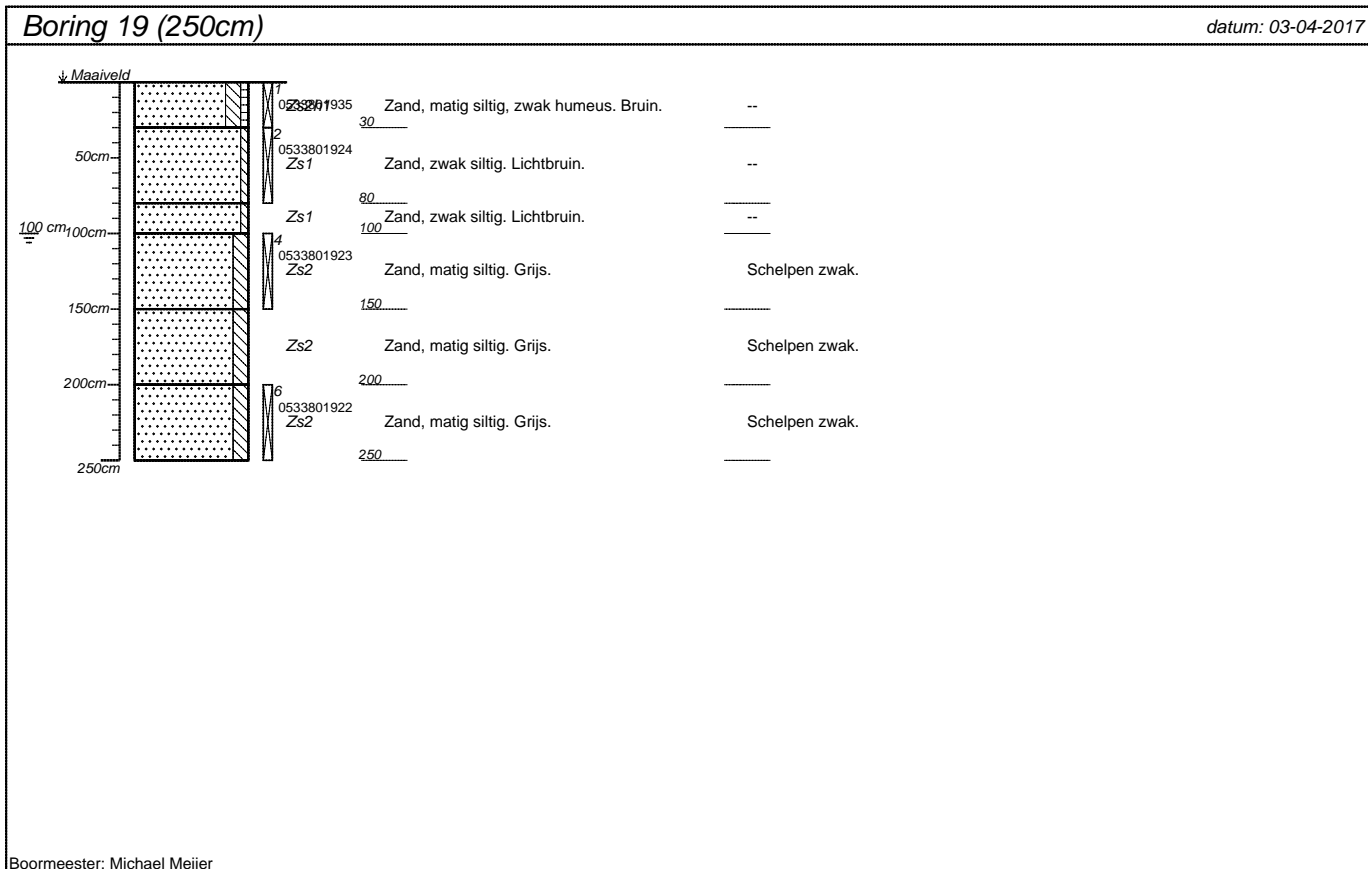 Boring 19 (250cm) datum: 03-04-2017
Maaiveld
1
0533801935 Zs2h1 Zand, matig siltig, zwak humeus. Bruin. --
30
2
0533801924
50cm Zs1 Zand, zwak siltig. Lichtbruin. --
80
Zs1 Zand, zwak siltig. Lichtbruin. --
100 cm 100cm 100
4
0533801923
Zs2 Zand, matig siltig. Grijs. Schelpen zwak.
150cm 150
Zs2 Zand, matig siltig. Grijs. Schelpen zwak.
200cm 200
6
0533801922
Zs2 Zand, matig siltig. Grijs. Schelpen zwak.
250cm 250
Boormeester: Michael Meijer